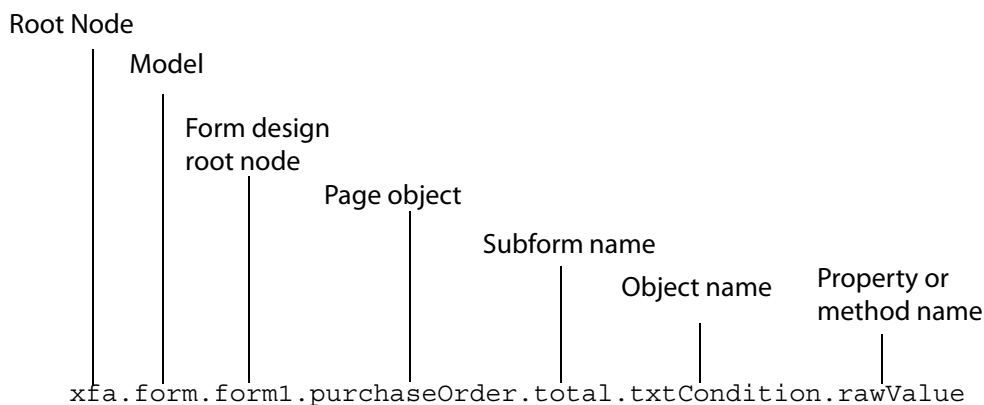 Root Node
Model
Form design
root node
Page object
Subform name
Object name
Property or
method name
xfa.form.form1.purchaseOrder.total.txtCondition.rawValue